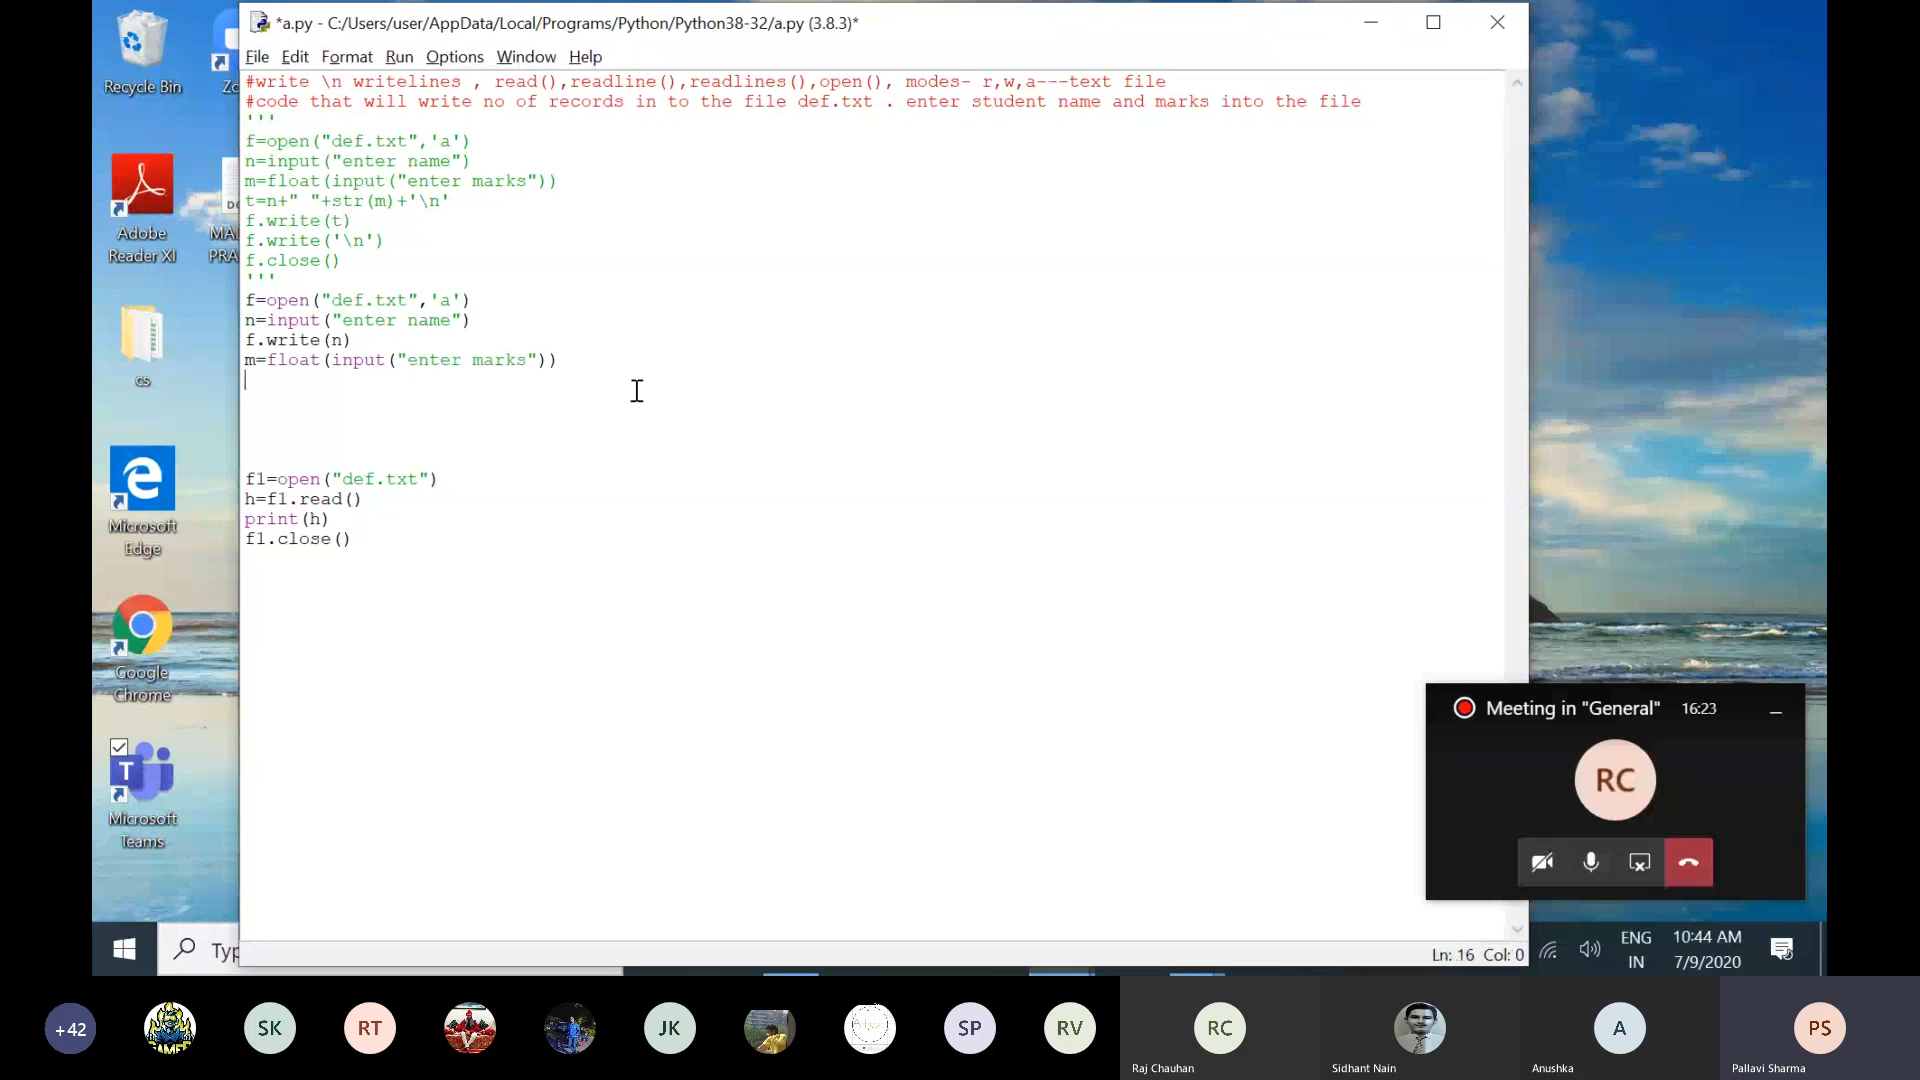 *a.py - C:/Users/user/AppData/Local/Programs/Python/Python38-32/a.py (3.8.3)*
File Edit Format Run Options Window Help
#write \n writelines , read(),readline(),readlines(),open(), modes- r,w,a---text file
#code that will write no of records in to the file def.txt . enter student name and marks into the file
'''
f=open("def.txt",'a')
n=input("enter name")
m=float(input("enter marks"))
t=n+" "+str(m)+'\n'
f.write(t)
f.write('\n')
f.close()
'''
f=open("def.txt",'a')
n=input("enter name")
f.write(n)
m=float(input("enter marks"))
f1=open("def.txt")
h=f1.read()
print(h)
f1.close()
Ln: 16 Col: 0
Recycle Bin
Adobe
Reader XI
cs
Microsoft
Edge
Google
Chrome
T
Microsoft
Teams
Meeting in "General" 16:23
RC
ENG
IN
10:44 AM
7/9/2020
+42
SK
RT
JK
SP
RV
RC
A
PS
Raj Chauhan
Sidhant Nain
Anushka
Pallavi Sharma